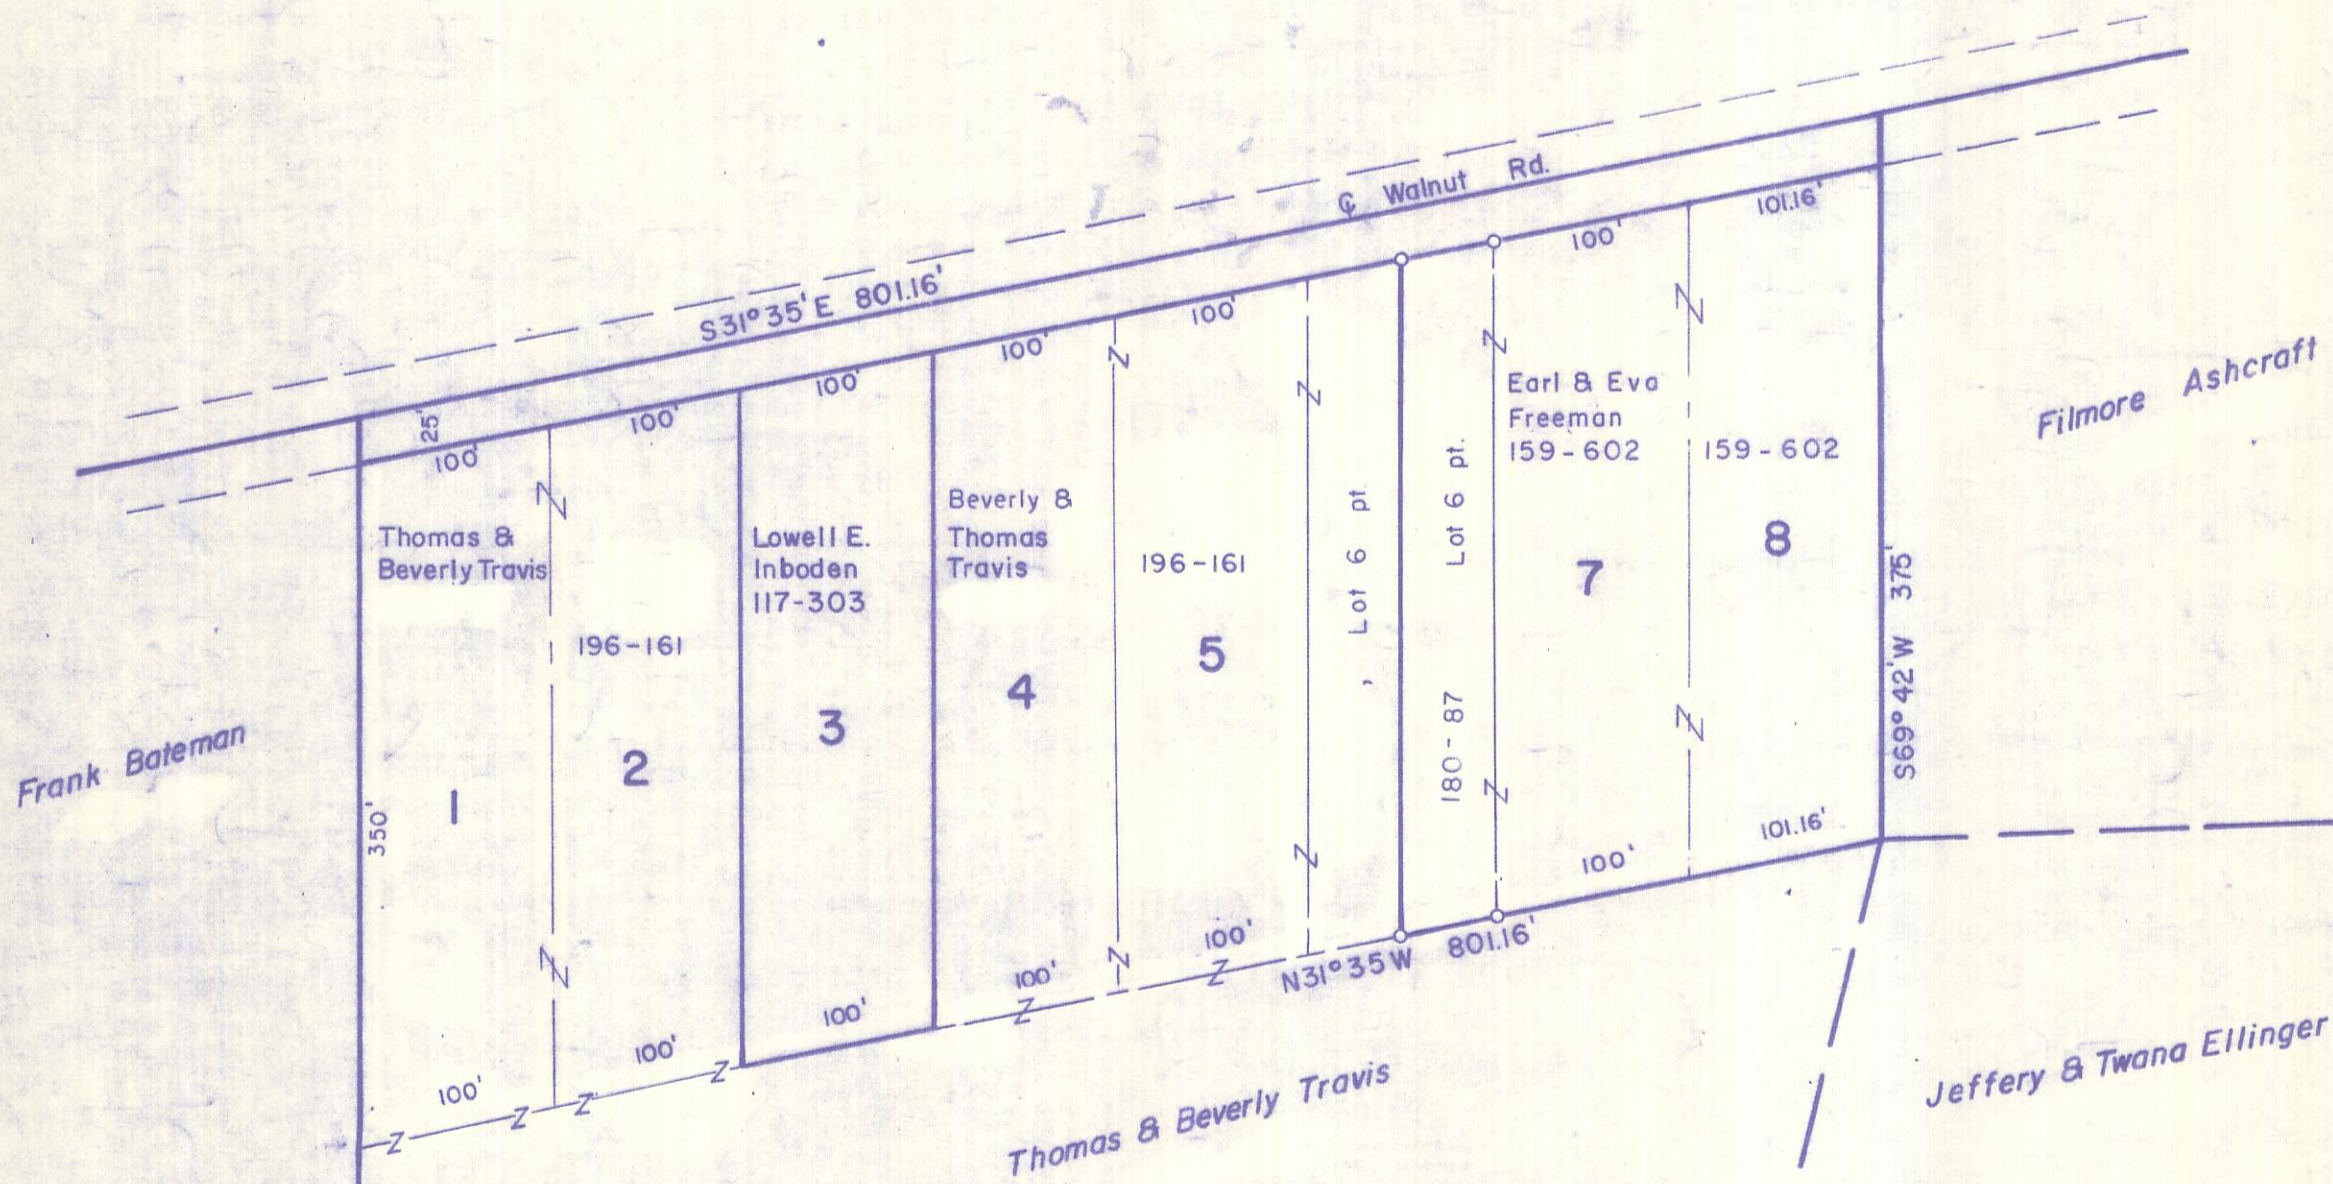 ℄ Walnut Rd.
S31°35'E 801.16'
25'
100'
100'
100'
100'
100'
100'
101.16'
Thomas &
Beverly Travis
196-161
Lowell E.
Inboden
117-303
Beverly &
Thomas
Travis
196-161
Lot 6 pt.
Lot 6 pt.
180-87
Earl & Eva
Freeman
159-602
159-602
1
2
3
4
5
7
8
350'
S69°42'W 375'
Frank Bateman
Filmore Ashcraft
100'
100'
100'
100'
100'
100'
101.16'
N31°35W 801.16'
Thomas & Beverly Travis
Jeffery & Twana Ellinger